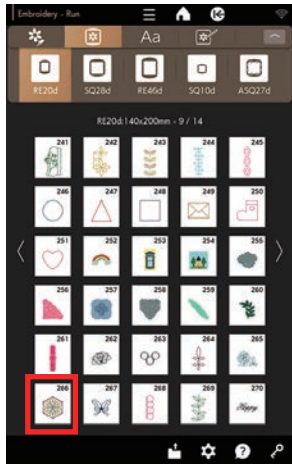 Embroidery - Run
Aa
RE20d SQ28d RE46d SQ10d ASQ27d
RE20d:140x200mm - 9 / 14
241 242 243 244 245
246 247 248 249 250
251 252 253 254 255
256 257 258 259 260
261 262 263 264 265
266 267 268 269 270
Happy